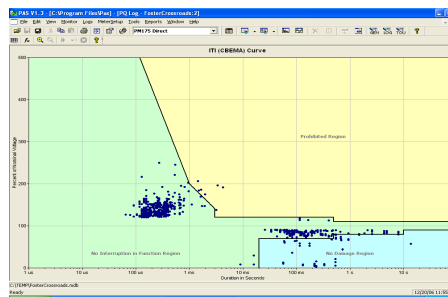 PAS V1.3 - [C:\Program Files\Pas] - [PQ Log - FosterCrossroads:2]
File Edit View Monitor Logs MeterSetup Tools Reports Window Help
PM175 Direct
ITI (CBEMA) Curve
500
400
300
200
100
0
Percent of Nominal Voltage
Prohibited Region
No Interruption in Function Region
No Damage Region
1 us 10 us 100 us 1 ms 10 ms 100 ms 1 s 10 s
Duration in Seconds
C:\TEMP\FosterCrossroads.mdb
Ready
12/20/06